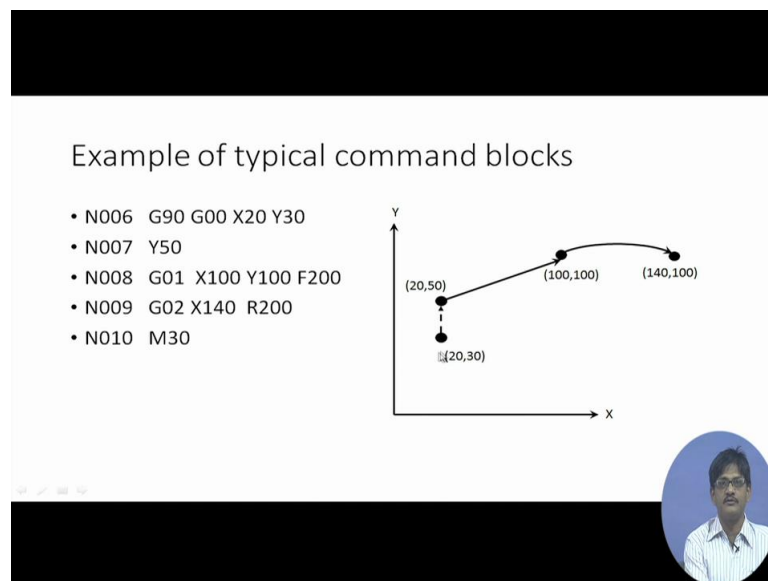 Example of typical command blocks
• N006 G90 G00 X20 Y30
• N007 Y50
• N008 G01 X100 Y100 F200
• N009 G02 X140 R200
• N010 M30
Y
(20,50)
(100,100)
(140,100)
(20,30)
X